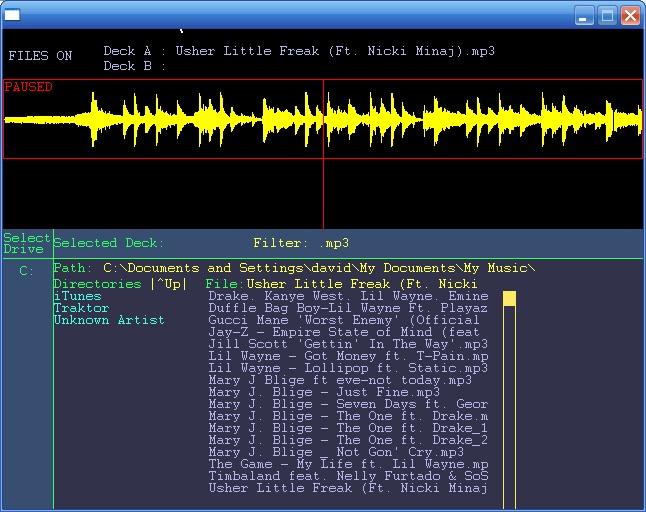 FILES ON
Deck A : Usher Little Freak (Ft. Nicki Minaj).mp3
Deck B :
PAUSED
Select Drive
Selected Deck: Filter: .mp3
C:
Path: C:\Documents and Settings\david\My Documents\My Music\
Directories |^Up| File:Usher Little Freak (Ft. Nicki
iTunes Drake. Kanye West. Lil Wayne. Emine
Traktor Duffle Bag Boy-Lil Wayne Ft. Playaz
Unknown Artist Gucci Mane 'Worst Enemy' (Official
Jay-Z - Empire State of Mind (feat
Jill Scott 'Gettin' In The Way'.mp3
Lil Wayne - Got Money ft. T-Pain.mp
Lil Wayne - Lollipop ft. Static.mp3
Mary J Blige ft eve-not today.mp3
Mary J. Blige - Just Fine.mp3
Mary J. Blige - Seven Days ft. Geor
Mary J. Blige - The One ft. Drake.m
Mary J. Blige - The One ft. Drake_1
Mary J. Blige - The One ft. Drake_2
Mary J. Blige _ Not Gon' Cry.mp3
The Game - My Life ft. Lil Wayne.mp
Timbaland feat. Nelly Furtado & SoS
Usher Little Freak (Ft. Nicki Minaj